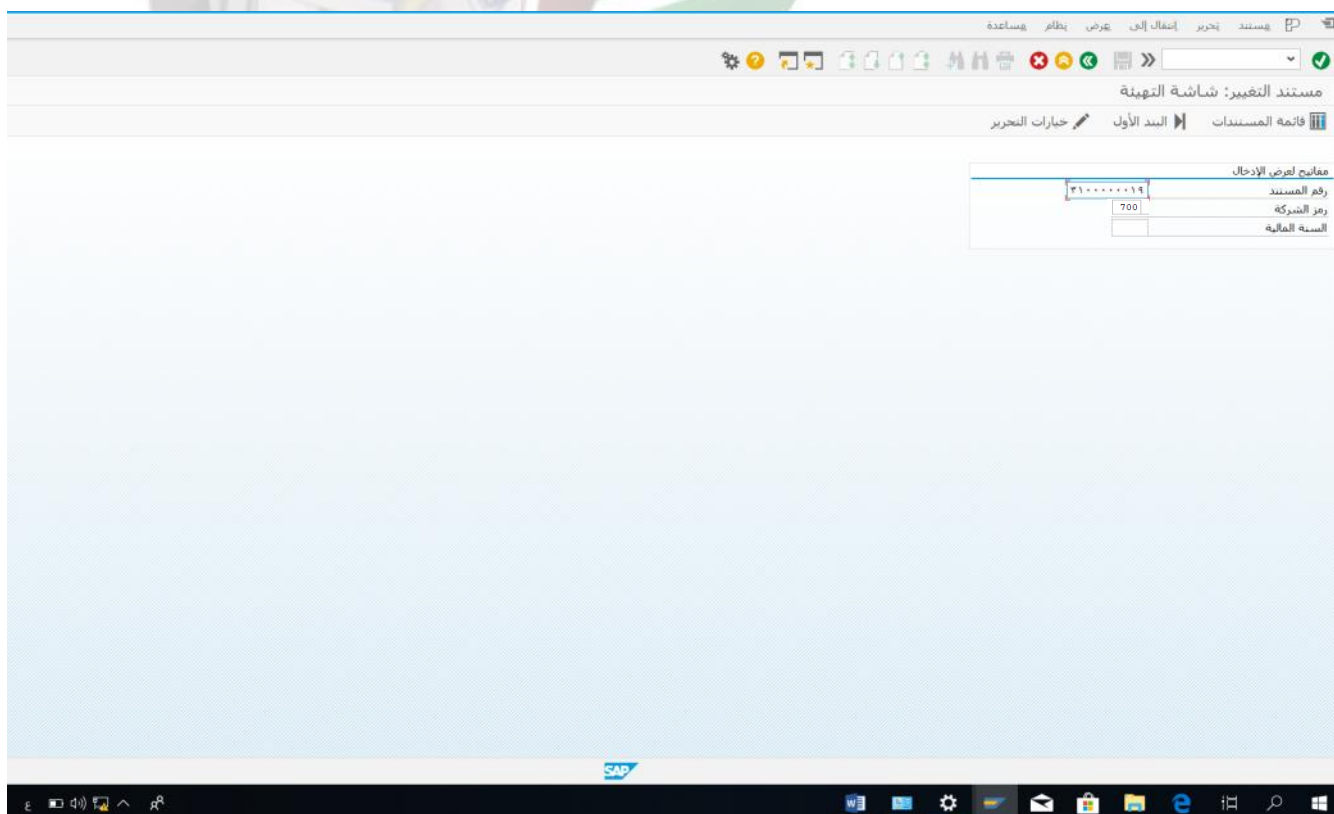 مستند تحرير إنتقال إلى عرض نظام مساعدة
مستند التغيير: شاشة التهيئة
قائمة المستندات البند الأول خيارات التحرير
مفاتيح لعرض الإدخال
رقم المستند ٣١٠٠٠٠٠٠١٩
رمز الشركة 700
السنة المالية
SAP
ع